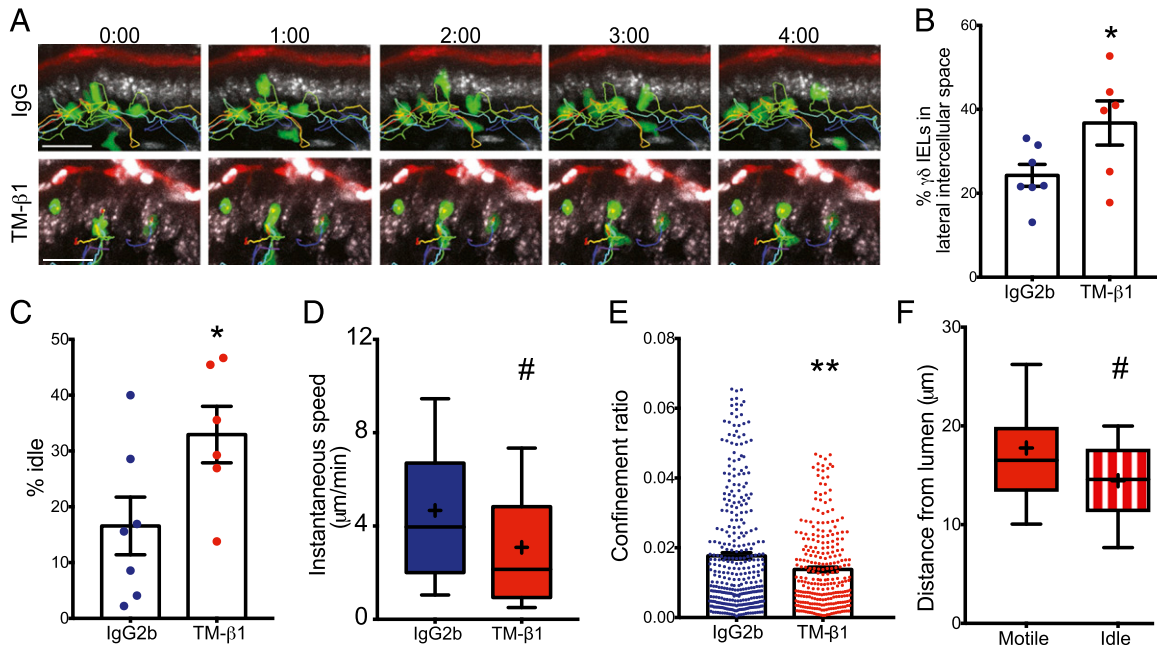 A
0:00 1:00 2:00 3:00 4:00
IgG
TM-β1
B
% γδ IELs in
lateral intercellular space
60
40
20
0
*
IgG2b TM-β1
C
% idle
50
40
30
20
10
0
*
IgG2b TM-β1
D
Instantaneous speed
(μm/min)
12
8
4
0
#
IgG2b TM-β1
E
Confinement ratio
0.08
0.06
0.04
0.02
0.00
**
IgG2b TM-β1
F
Distance from lumen (μm)
30
20
10
0
#
Motile Idle